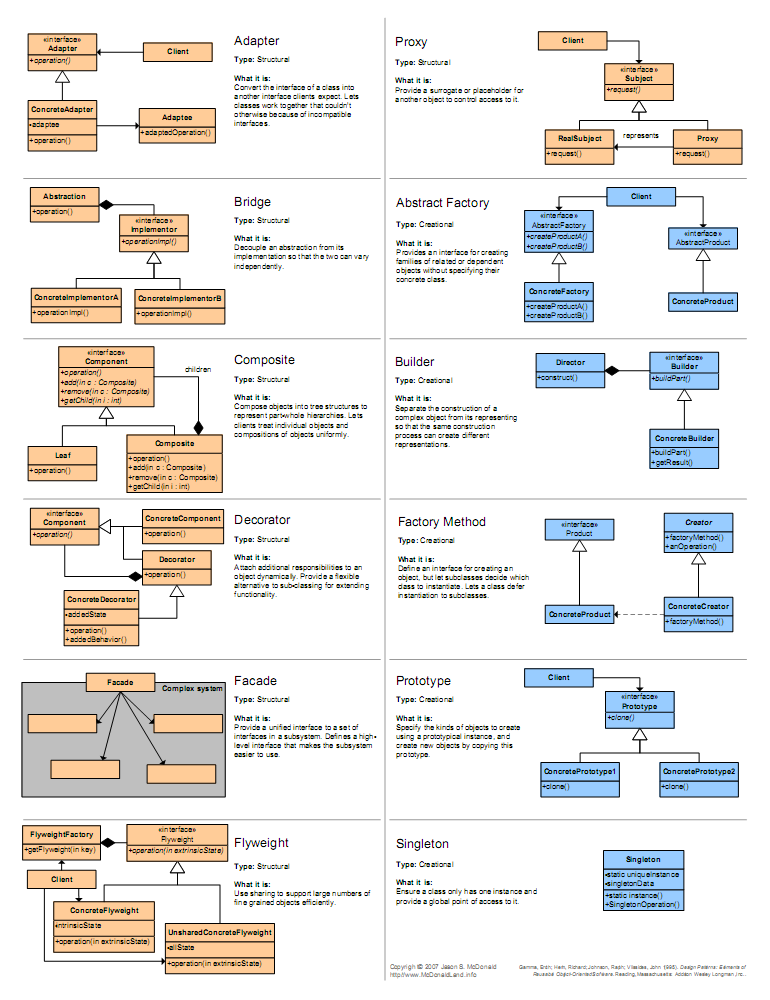 «interface»
Adapter
+operation()
Client
ConcreteAdapter
-adaptee
+operation()
Adaptee
+adaptedOperation()
Adapter
Type: Structural
What it is:
Convert the interface of a class into
another interface clients expect. Lets
classes work together that couldn't
otherwise because of incompatible
interfaces.
Abstraction
+operation()
«interface»
Implementor
+operationImpl()
ConcreteImplementorA
+operationImpl()
ConcreteImplementorB
+operationImpl()
Bridge
Type: Structural
What it is:
Decouple an abstraction from its
implementation so that the two can vary
independently.
«interface»
Component
+operation()
+add(in c : Composite)
+remove(in c : Composite)
+getChild(in i : int)
children
Leaf
+operation()
Composite
+operation()
+add(in c : Composite)
+remove(in c : Composite)
+getChild(in i : int)
Composite
Type: Structural
What it is:
Compose objects into tree structures to
represent part-whole hierarchies. Lets
clients treat individual objects and
compositions of objects uniformly.
«interface»
Component
+operation()
ConcreteComponent
+operation()
Decorator
+operation()
ConcreteDecorator
-addedState
+operation()
+addedBehavior()
Decorator
Type: Structural
What it is:
Attach additional responsibilities to an
object dynamically. Provide a flexible
alternative to sub-classing for extending
functionality.
Facade
Complex system
Facade
Type: Structural
What it is:
Provide a unified interface to a set of
interfaces in a subsystem. Defines a high-
level interface that makes the subsystem
easier to use.
FlyweightFactory
+getFlyweight(in key)
«interface»
Flyweight
+operation(in extrinsicState)
Client
ConcreteFlyweight
-intrinsicState
+operation(in extrinsicState)
UnsharedConcreteFlyweight
-allState
+operation(in extrinsicState)
Flyweight
Type: Structural
What it is:
Use sharing to support large numbers of
fine grained objects efficiently.
Proxy
Type: Structural
What it is:
Provide a surrogate or placeholder for
another object to control access to it.
Client
«interface»
Subject
+request()
RealSubject
+request()
represents
Proxy
+request()
Abstract Factory
Type: Creational
What it is:
Provides an interface for creating
families of related or dependent
objects without specifying their
concrete class.
Client
«interface»
AbstractFactory
+createProductA()
+createProductB()
«interface»
AbstractProduct
ConcreteFactory
+createProductA()
+createProductB()
ConcreteProduct
Builder
Type: Creational
What it is:
Separate the construction of a
complex object from its representing
so that the same construction
process can create different
representations.
Director
+construct()
«interface»
Builder
+buildPart()
ConcreteBuilder
+buildPart()
+getResult()
Factory Method
Type: Creational
What it is:
Define an interface for creating an
object, but let subclasses decide which
class to instantiate. Lets a class defer
instantiation to subclasses.
«interface»
Product
Creator
+factoryMethod()
+anOperation()
ConcreteProduct
ConcreteCreator
+factoryMethod()
Prototype
Type: Creational
What it is:
Specify the kinds of objects to create
using a prototypical instance, and
create new objects by copying this
prototype.
Client
«interface»
Prototype
+clone()
ConcretePrototype1
+clone()
ConcretePrototype2
+clone()
Singleton
Type: Creational
What it is:
Ensure a class only has one instance and
provide a global point of access to it.
Singleton
-static uniqueInstance
-singletonData
+static instance()
+SingletonOperation()
Copyright © 2007 Jason S. McDonald
http://www.McDonaldLand.info
Gamma, Erich; Helm, Richard; Johnson, Ralph; Vlissides, John (1995). Design Patterns: Elements of
Reusable Object-Oriented Software. Reading, Massachusetts: Addison Wesley Longman, Inc..